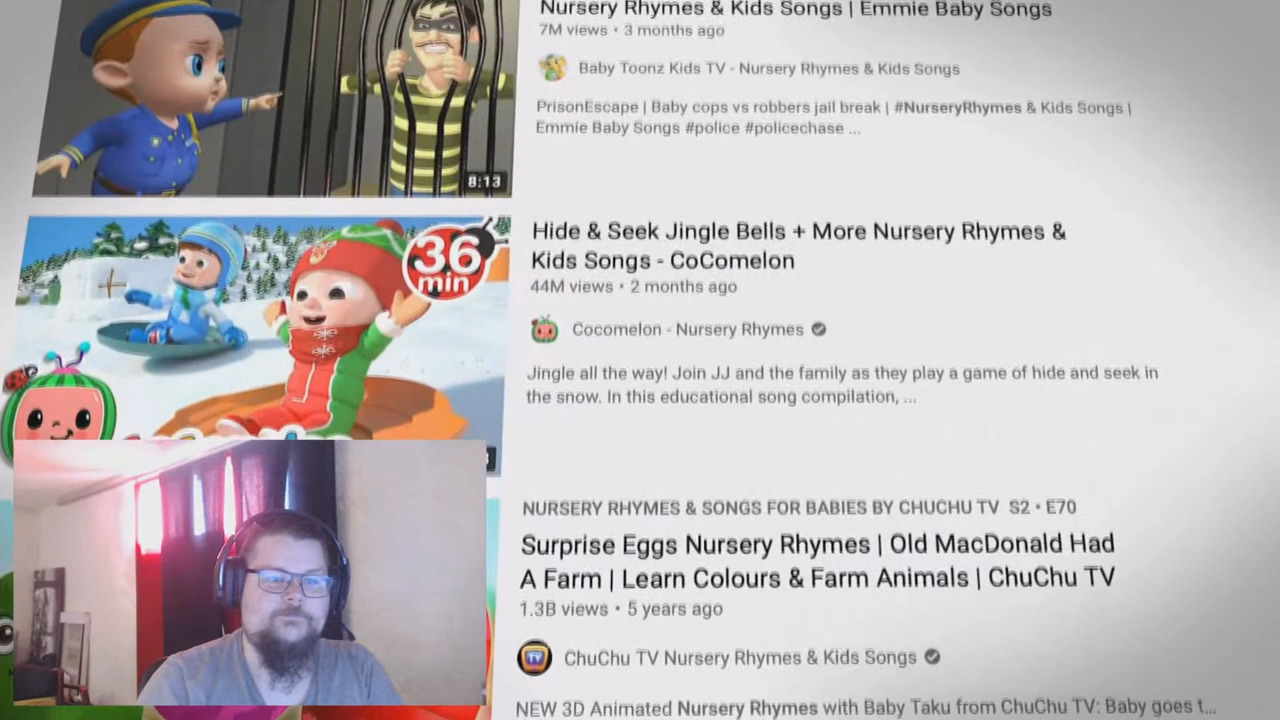 Nursery Rhymes & Kids Songs | Emmie Baby Songs
7M views • 3 months ago
Baby Toonz Kids TV - Nursery Rhymes & Kids Songs
PrisonEscape | Baby cops vs robbers jail break | #NurseryRhymes & Kids Songs |
Emmie Baby Songs #police #policechase ...
8:13
36
min
Hide & Seek Jingle Bells + More Nursery Rhymes &
Kids Songs - CoComelon
44M views • 2 months ago
Cocomelon - Nursery Rhymes
Jingle all the way! Join JJ and the family as they play a game of hide and seek in
the snow. In this educational song compilation, ...
NURSERY RHYMES & SONGS FOR BABIES BY CHUCHU TV S2 • E70
Surprise Eggs Nursery Rhymes | Old MacDonald Had
A Farm | Learn Colours & Farm Animals | ChuChu TV
1.3B views • 5 years ago
TV
ChuChu TV Nursery Rhymes & Kids Songs
NEW 3D Animated Nursery Rhymes with Baby Taku from ChuChu TV: Baby goes t...